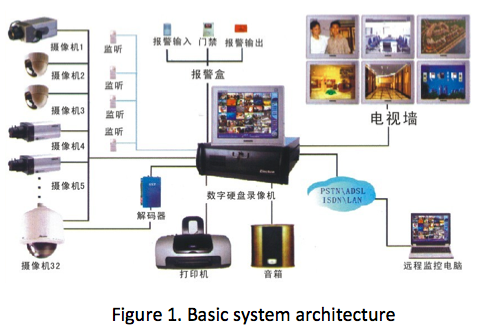 摄像机1
摄像机2
摄像机3
摄像机4
摄像机5
摄像机32
监听
监听
监听
监听
报警输入
门禁
报警输出
报警盒
电视墙
数字硬盘录像机
解码器
打印机
音箱
PSTN\ADSL
ISDN\LAN
远程监控电脑
Figure 1. Basic system architecture